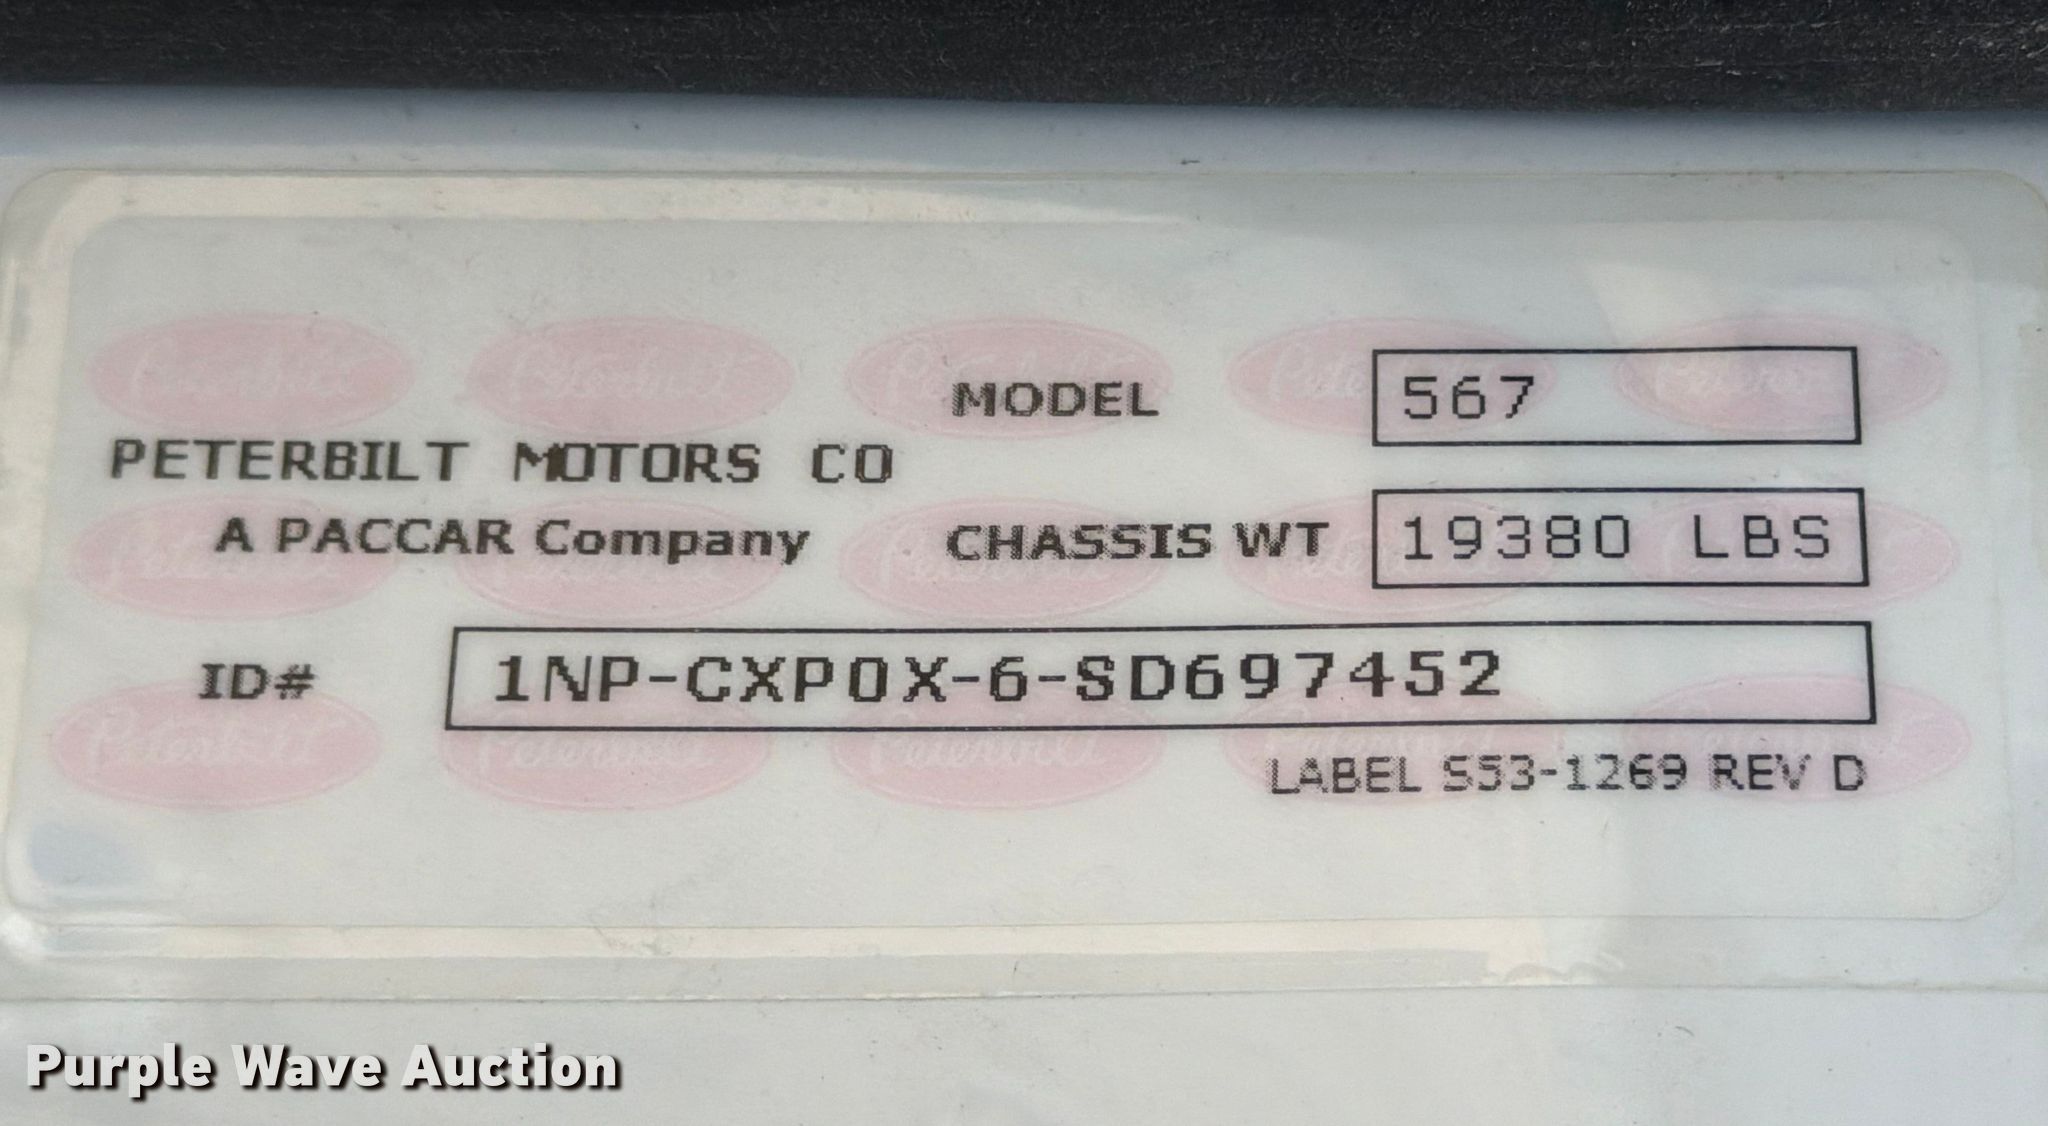 MODEL 567
PETERBILT MOTORS CO
A PACCAR Company CHASSIS WT 19380 LBS
ID# 1NP-CXP0X-6-SD697452
LABEL S53-1269 REV D
Purple Wave Auction